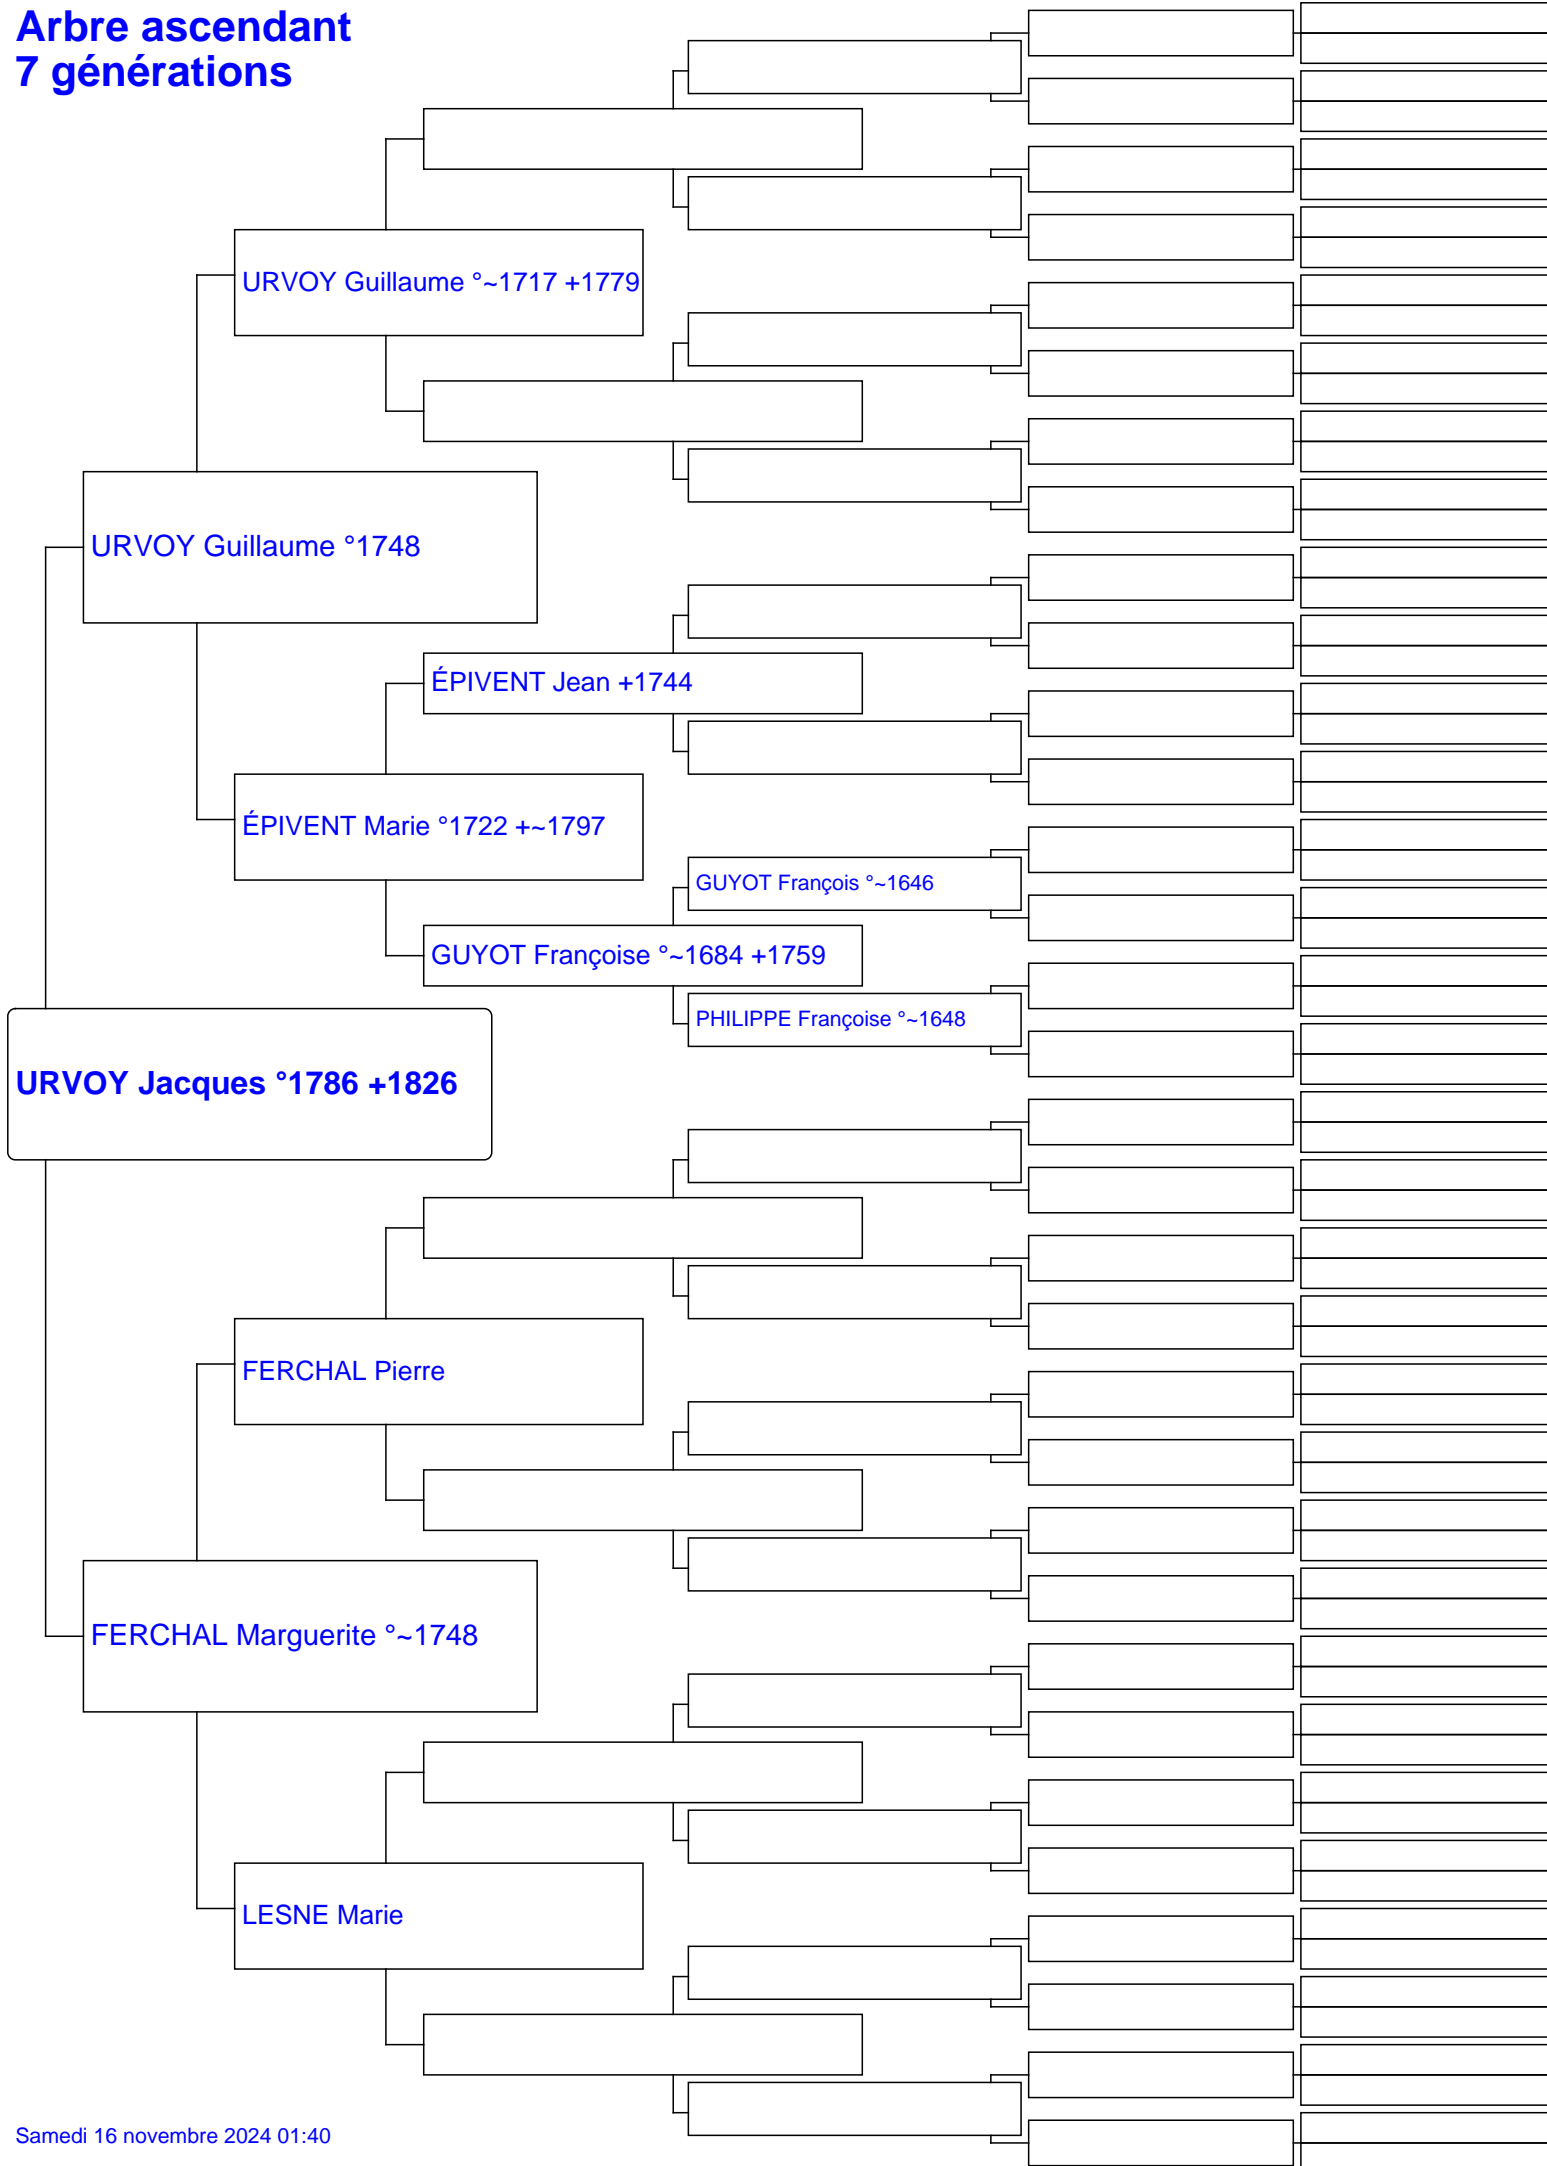 Arbre ascendant
7 générations
URVOY Guillaume °~1717 +1779
URVOY Guillaume °1748
ÉPIVENT Jean +1744
ÉPIVENT Marie °1722 +~1797
GUYOT François °~1646
GUYOT Françoise °~1684 +1759
PHILIPPE Françoise °~1648
URVOY Jacques °1786 +1826
FERCHAL Pierre
FERCHAL Marguerite °~1748
LESNE Marie
Samedi 16 novembre 2024 01:40